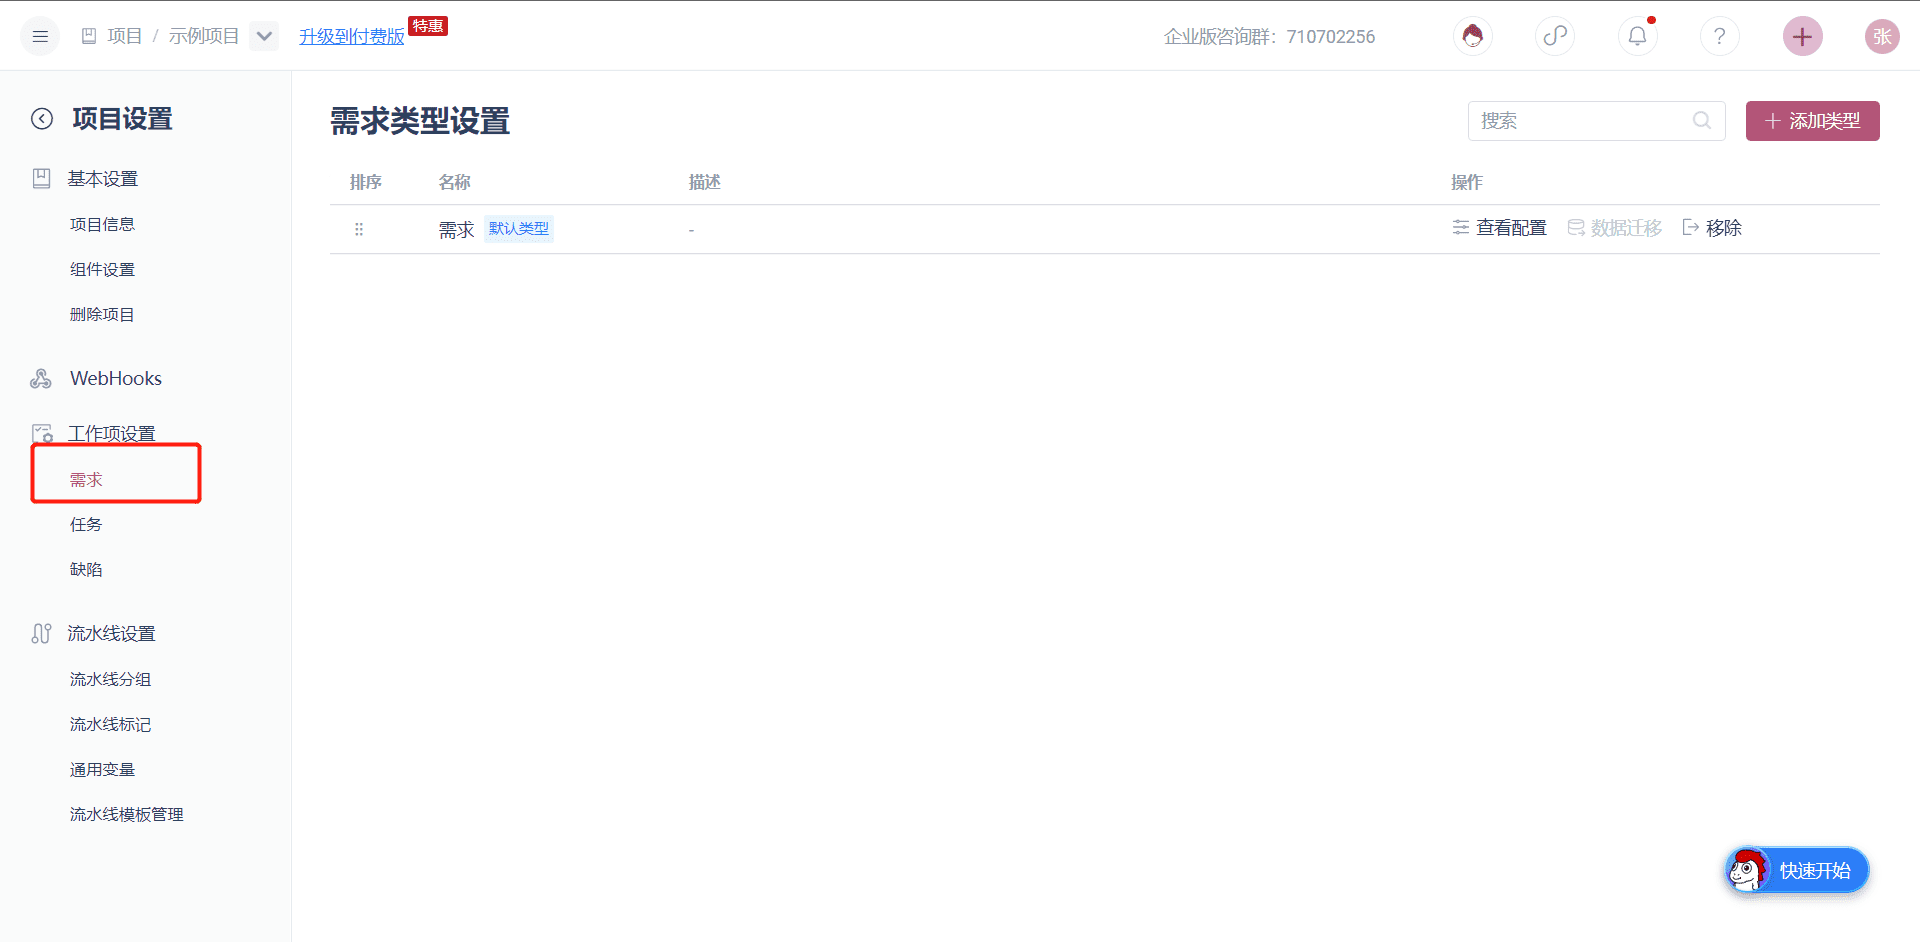 项目 / 示例项目 升级到付费版 特惠 企业版咨询群：710702256 ? 张
项目设置
基本设置
项目信息
组件设置
删除项目
WebHooks
工作项设置
需求
任务
缺陷
流水线设置
流水线分组
流水线标记
通用变量
流水线模板管理
需求类型设置 搜索 添加类型
排序 名称 描述 操作
需求 默认类型 - 查看配置 数据迁移 移除
快速开始